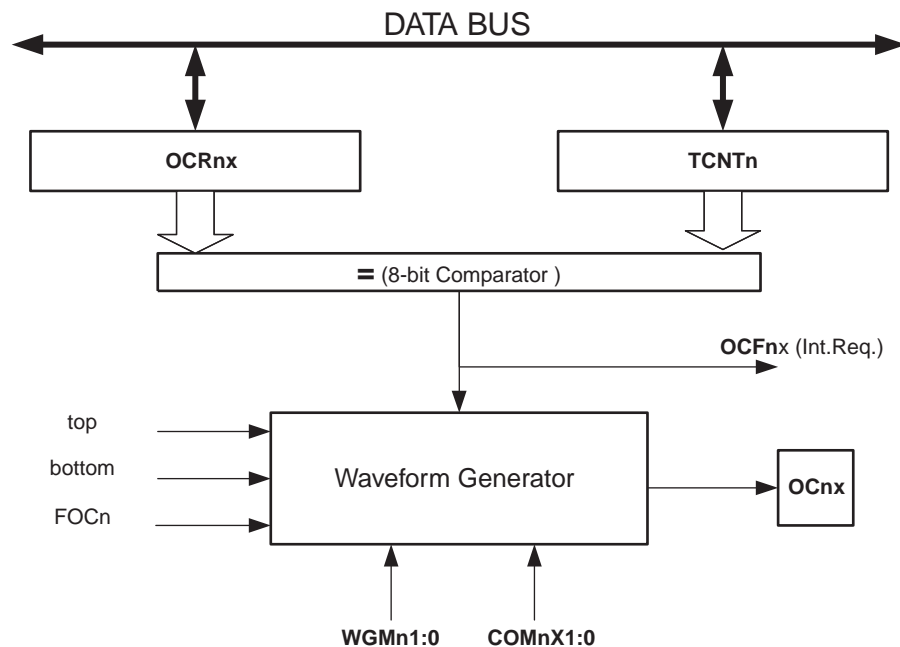 DATA BUS
OCRnx
TCNTn
= (8-bit Comparator )
OCFnx (Int.Req.)
top
bottom
FOCn
Waveform Generator
OCnx
WGMn1:0
COMnX1:0